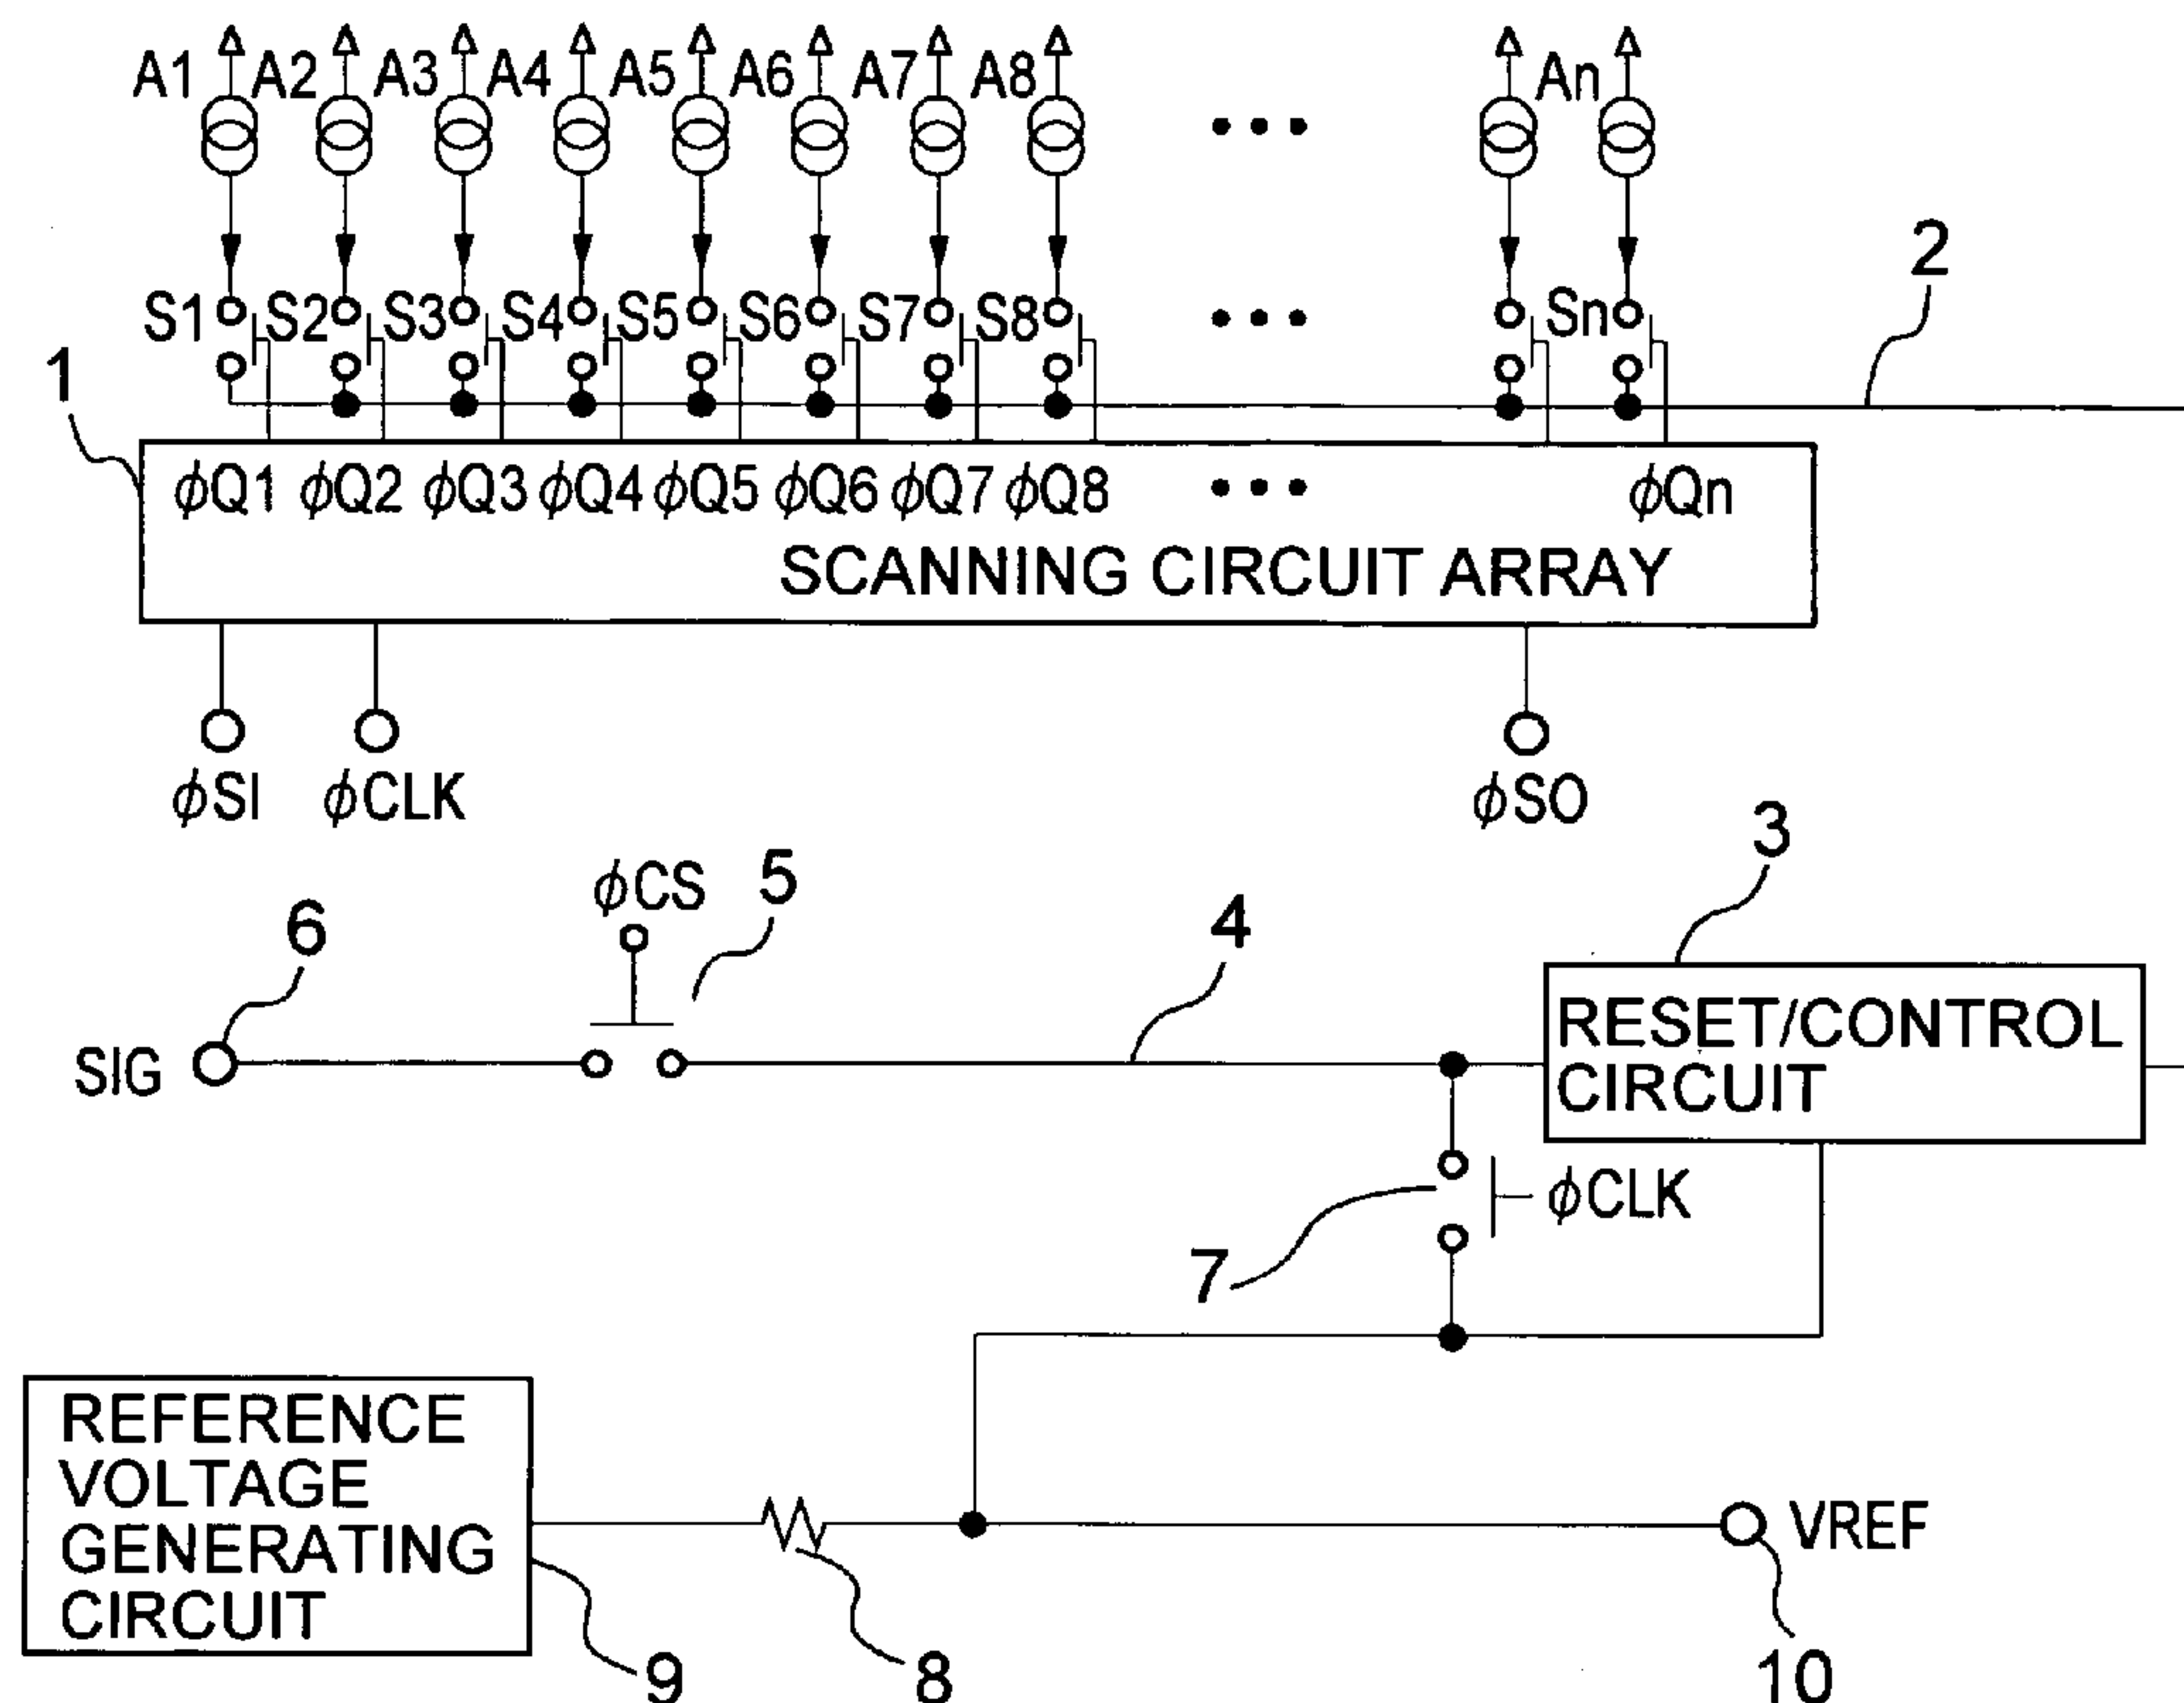 A1 A2 A3 A4 A5 A6 A7 A8 ••• An
S1 S2 S3 S4 S5 S6 S7 S8 ••• Sn
2
1
ϕQ1 ϕQ2 ϕQ3 ϕQ4 ϕQ5 ϕQ6 ϕQ7 ϕQ8 ••• ϕQn
SCANNING CIRCUIT ARRAY
ϕSI ϕCLK ϕSO
3
ϕCS 5
6 4
RESET/CONTROL
CIRCUIT
SIG
ϕCLK
7
REFERENCE
VOLTAGE
GENERATING
CIRCUIT
VREF
9 8 10